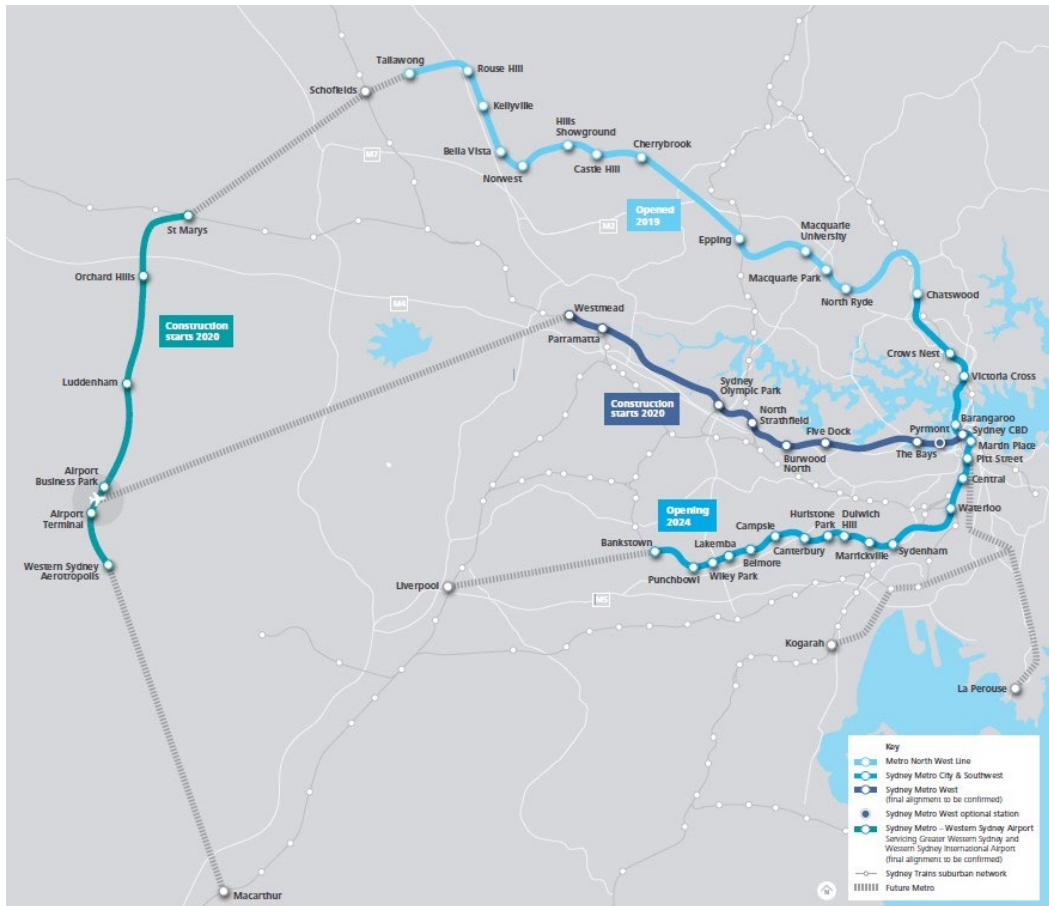 Tallawong
Rouse Hill
Schofields
Kellyville
Hills
Showground
Cherrybrook
Bella Vista
M7
Castle Hill
Norwest
Opened
2019
M2
Macquarie
University
St Marys
Epping
Orchard Hills
Macquarie Park
North Ryde
Chatswood
M4
Westmead
Construction
starts 2020
Parramatta
Crows Nest
Luddenham
Victoria Cross
Sydney
Olympic Park
Construction
starts 2020
North
Strathfield
Barangaroo
Pyrmont
Sydney CBD
Five Dock
Martin Place
The Bays
Burwood
North
Pitt Street
Airport
Business Park
Central
Airport
Terminal
Opening
2024
Waterloo
Hurlstone
Park
Dulwich
Hill
Campsie
Bankstown
Lakemba
Canterbury
Belmore
Marrickville
Sydenham
Wiley Park
Punchbowl
Western Sydney
Aerotropolis
Liverpool
M5
Kogarah
La Perouse
Macarthur
Key
Metro North West Line
Sydney Metro City & Southwest
Sydney Metro West
(final alignment to be confirmed)
Sydney Metro West optional station
Sydney Metro – Western Sydney Airport
Servicing Greater Western Sydney and
Western Sydney International Airport
(final alignment to be confirmed)
Sydney Trains suburban network
Future Metro
N